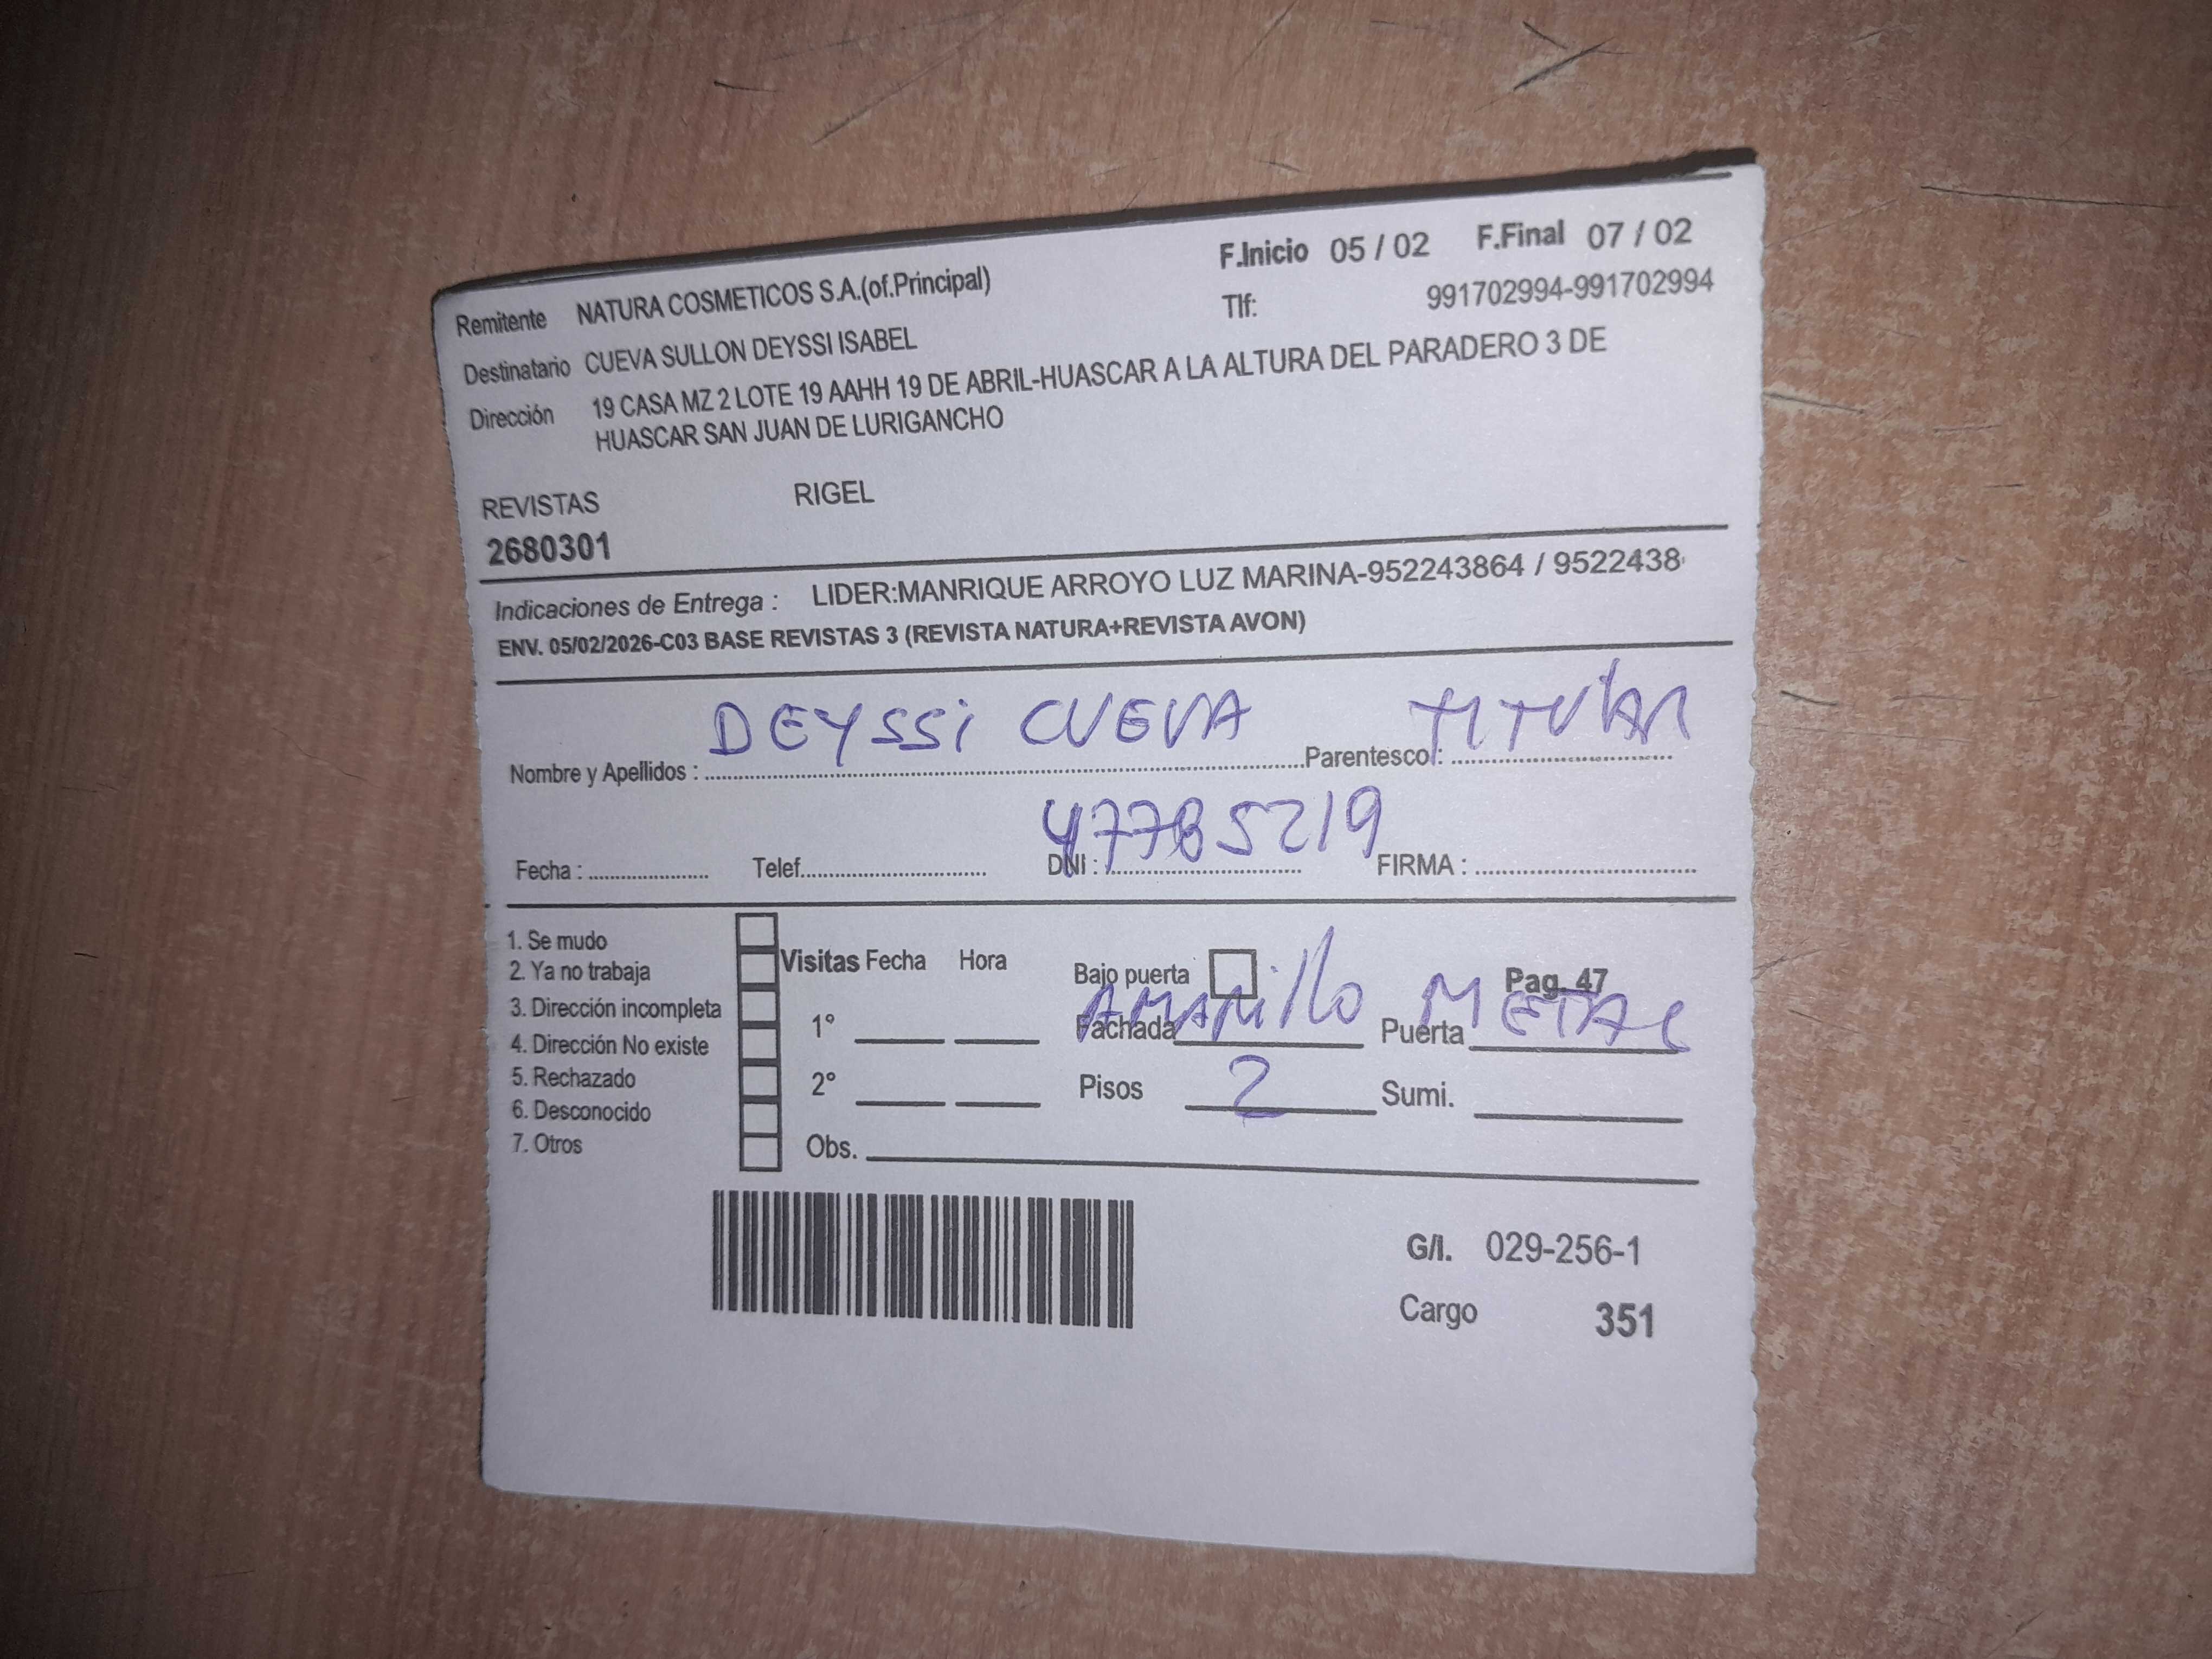 F.Inicio 05 / 02 F.Final 07 / 02
Remitente NATURA COSMETICOS S.A.(of.Principal) Tlf: 991702994-991702994
Destinatario CUEVA SULLON DEYSSI ISABEL
Dirección 19 CASA MZ 2 LOTE 19 AAHH 19 DE ABRIL-HUASCAR A LA ALTURA DEL PARADERO 3 DE
HUASCAR SAN JUAN DE LURIGANCHO
REVISTAS RIGEL
2680301
Indicaciones de Entrega : LIDER:MANRIQUE ARROYO LUZ MARINA-952243864 / 9522438
ENV. 05/02/2026-C03 BASE REVISTAS 3 (REVISTA NATURA+REVISTA AVON)
Nombre y Apellidos : DEYSSi CUEVA Parentesco : TITULAR
Fecha : Telef. DNI : 47785219 FIRMA :
1. Se mudo
2. Ya no trabaja
3. Dirección incompleta
4. Dirección No existe
5. Rechazado
6. Desconocido
7. Otros
Visitas Fecha Hora
1°
2°
Obs.
Bajo puerta Pag. 47
Fachada AMARillo Puerta METAL
Pisos 2 Sumi.
G/I. 029-256-1
Cargo 351